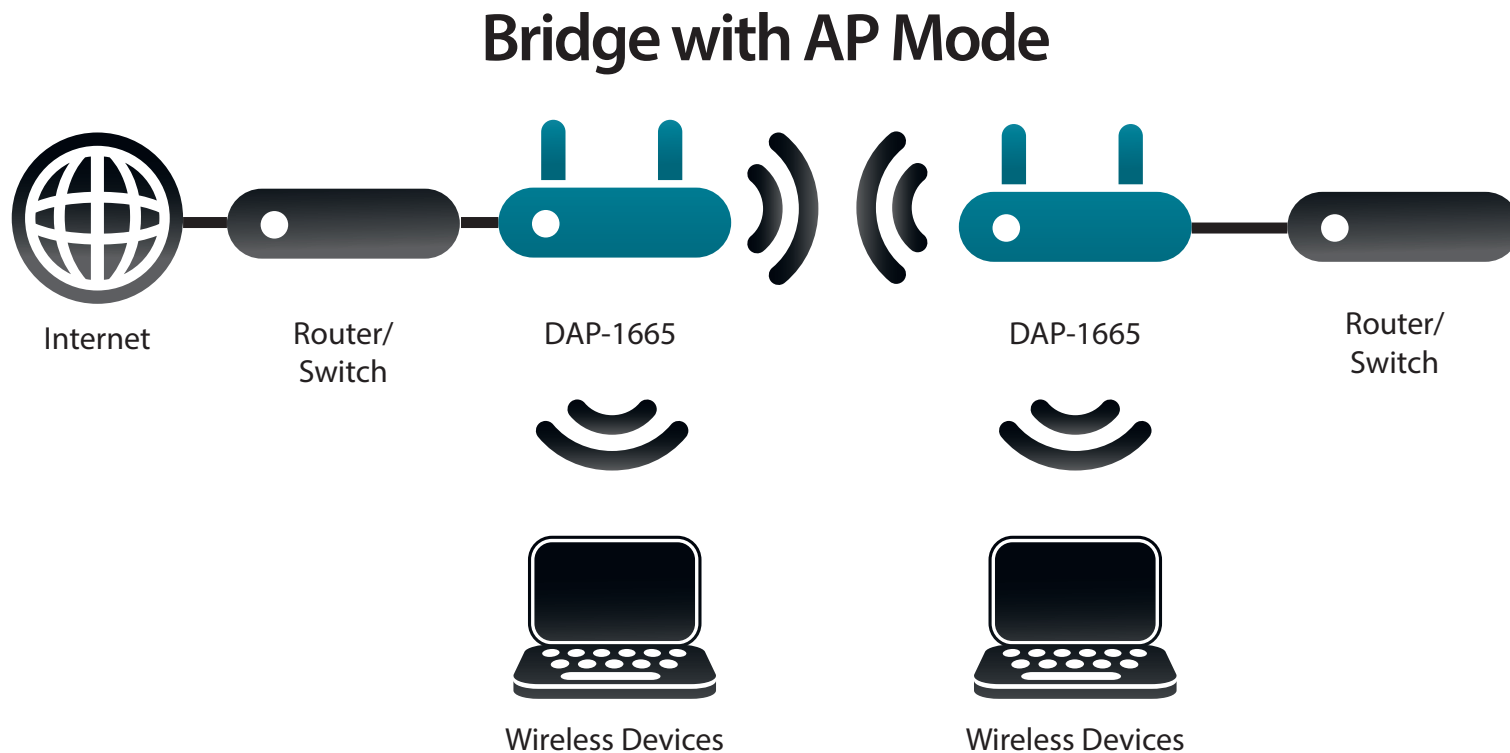 Bridge with AP Mode
Internet
Router/
Switch
DAP-1665
DAP-1665
Router/
Switch
Wireless Devices
Wireless Devices